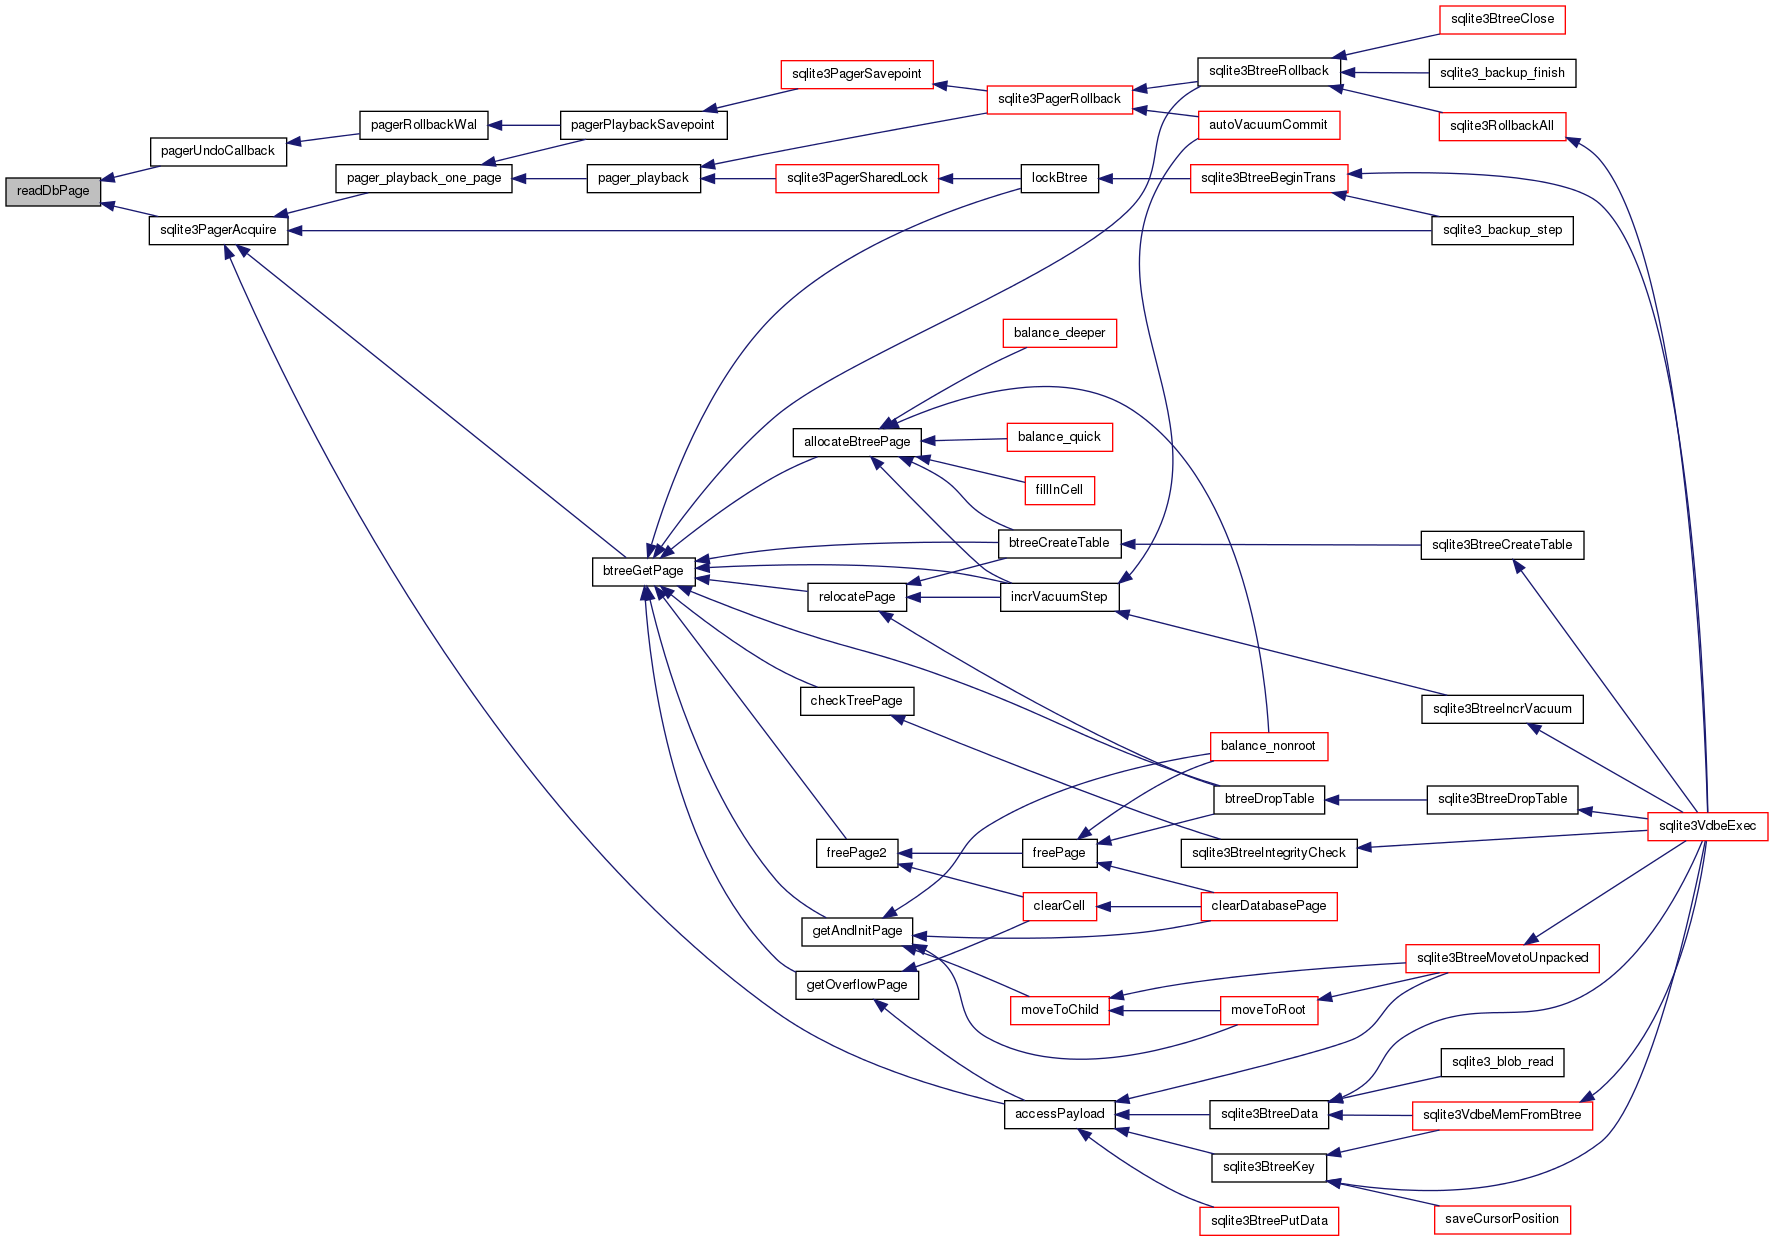 sqlite3BtreeClose
sqlite3BtreeRollback
sqlite3_backup_finish
sqlite3PagerSavepoint
sqlite3PagerRollback
pagerRollbackWal
pagerPlaybackSavepoint
autoVacuumCommit
sqlite3RollbackAll
pagerUndoCallback
readDbPage
pager_playback_one_page
pager_playback
sqlite3PagerSharedLock
lockBtree
sqlite3BtreeBeginTrans
sqlite3PagerAcquire
sqlite3_backup_step
balance_deeper
allocateBtreePage
balance_quick
fillInCell
btreeCreateTable
sqlite3BtreeCreateTable
btreeGetPage
relocatePage
incrVacuumStep
checkTreePage
sqlite3BtreeIncrVacuum
balance_nonroot
btreeDropTable
sqlite3BtreeDropTable
sqlite3VdbeExec
freePage2
freePage
sqlite3BtreeIntegrityCheck
clearCell
clearDatabasePage
getAndInitPage
sqlite3BtreeMovetoUnpacked
getOverflowPage
moveToChild
moveToRoot
sqlite3_blob_read
accessPayload
sqlite3BtreeData
sqlite3VdbeMemFromBtree
sqlite3BtreeKey
sqlite3BtreePutData
saveCursorPosition